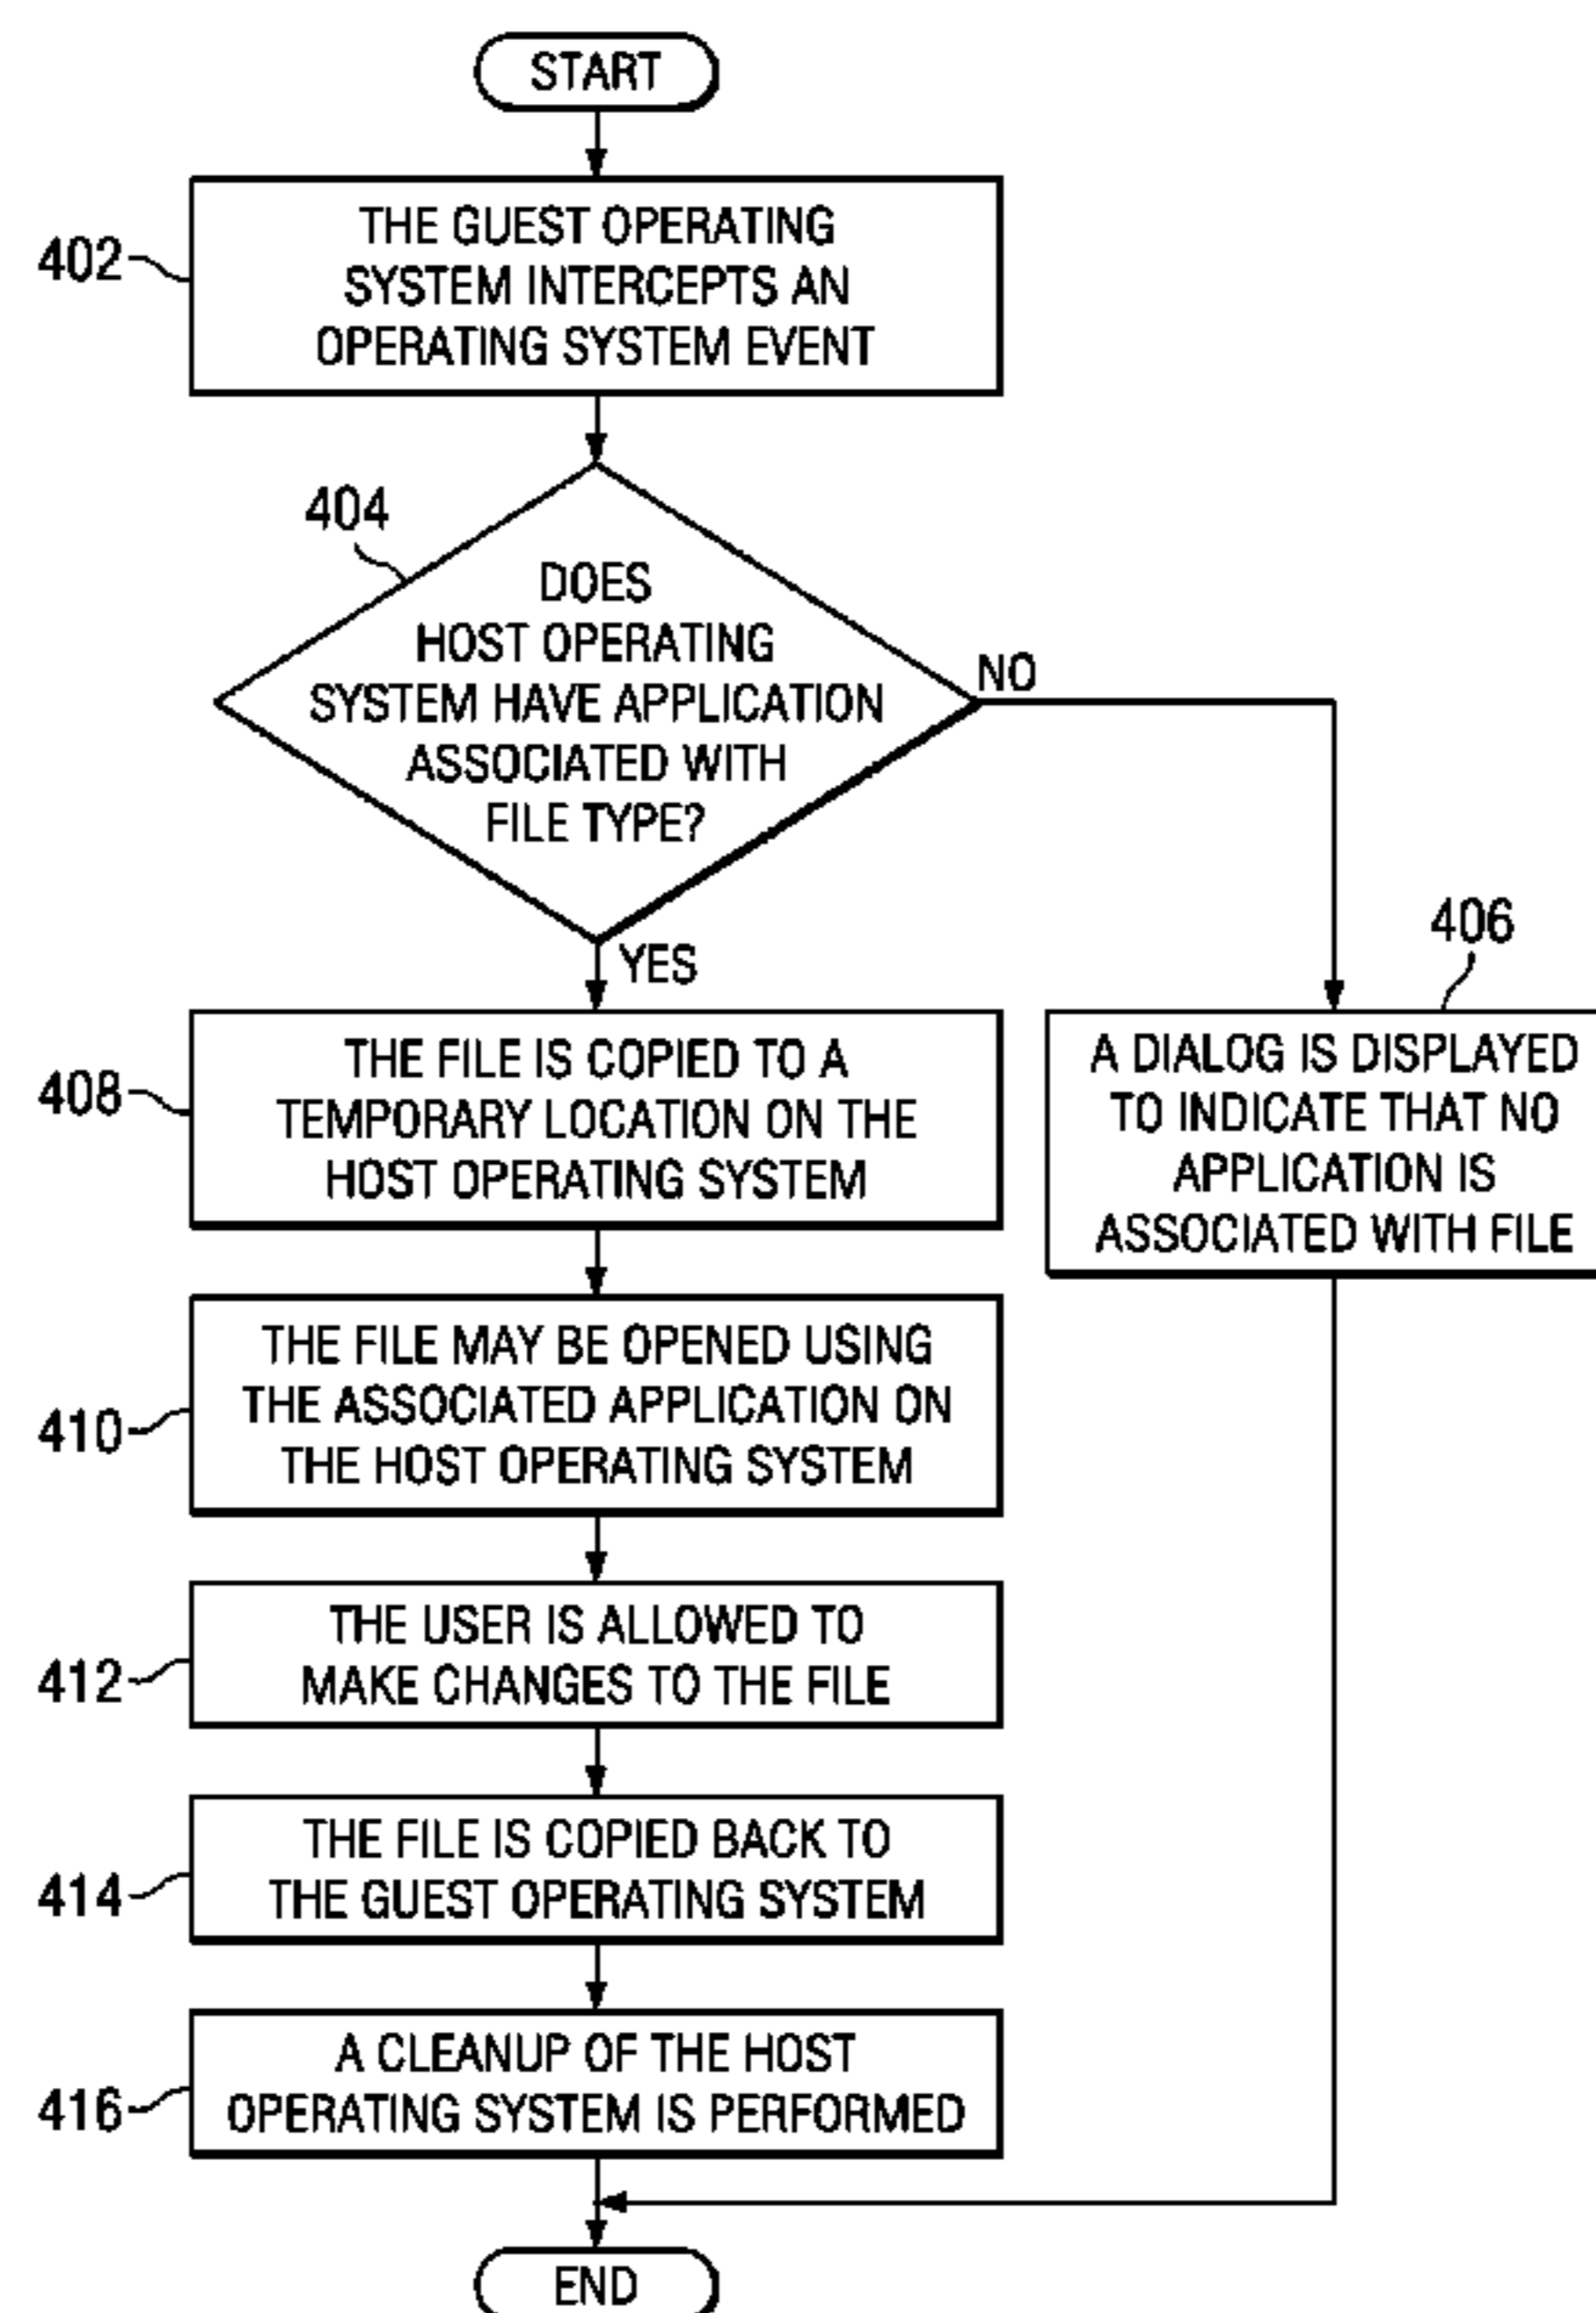 START
402
THE GUEST OPERATING
SYSTEM INTERCEPTS AN
OPERATING SYSTEM EVENT
404
DOES
HOST OPERATING
SYSTEM HAVE APPLICATION
ASSOCIATED WITH
FILE TYPE?
NO
YES
406
A DIALOG IS DISPLAYED
TO INDICATE THAT NO
APPLICATION IS
ASSOCIATED WITH FILE
408
THE FILE IS COPIED TO A
TEMPORARY LOCATION ON THE
HOST OPERATING SYSTEM
410
THE FILE MAY BE OPENED USING
THE ASSOCIATED APPLICATION ON
THE HOST OPERATING SYSTEM
412
THE USER IS ALLOWED TO
MAKE CHANGES TO THE FILE
414
THE FILE IS COPIED BACK TO
THE GUEST OPERATING SYSTEM
416
A CLEANUP OF THE HOST
OPERATING SYSTEM IS PERFORMED
END